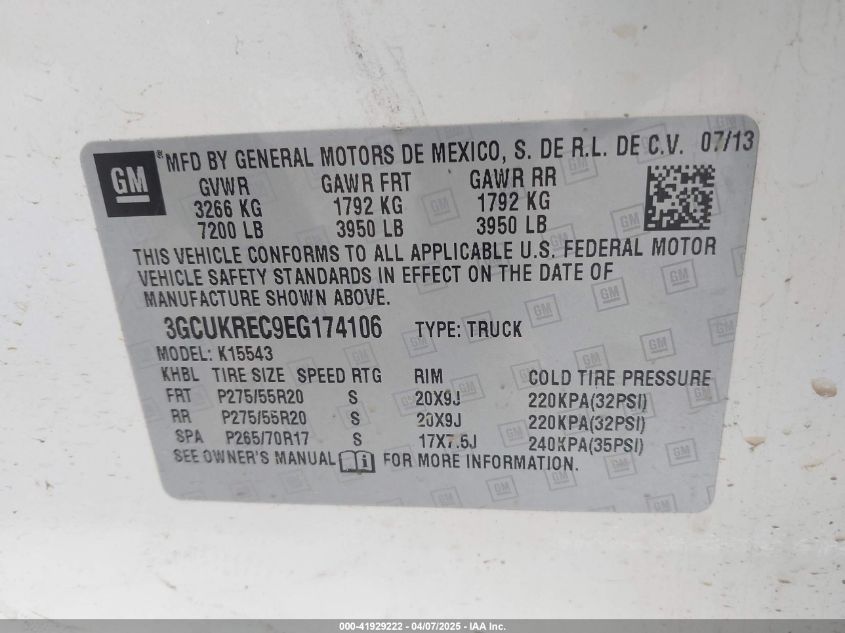 GM ® MFD BY GENERAL MOTORS DE MEXICO, S. DE R.L. DE C.V. 07/13
GVWR GAWR FRT GAWR RR
3266 KG 1792 KG 1792 KG
7200 LB 3950 LB 3950 LB
THIS VEHICLE CONFORMS TO ALL APPLICABLE U.S. FEDERAL MOTOR
VEHICLE SAFETY STANDARDS IN EFFECT ON THE DATE OF
MANUFACTURE SHOWN ABOVE.
3GCUKREC9EG174106 TYPE: TRUCK
MODEL: K15543
KHBL TIRE SIZE SPEED RTG RIM COLD TIRE PRESSURE
FRT P275/55R20 S 20X9J 220KPA(32PSI)
RR P275/55R20 S 20X9J 220KPA(32PSI)
SPA P265/70R17 S 17X7.5J 240KPA(35PSI)
SEE OWNER'S MANUAL FOR MORE INFORMATION.
000-41929222 - 04/07/2025 - IAA Inc.